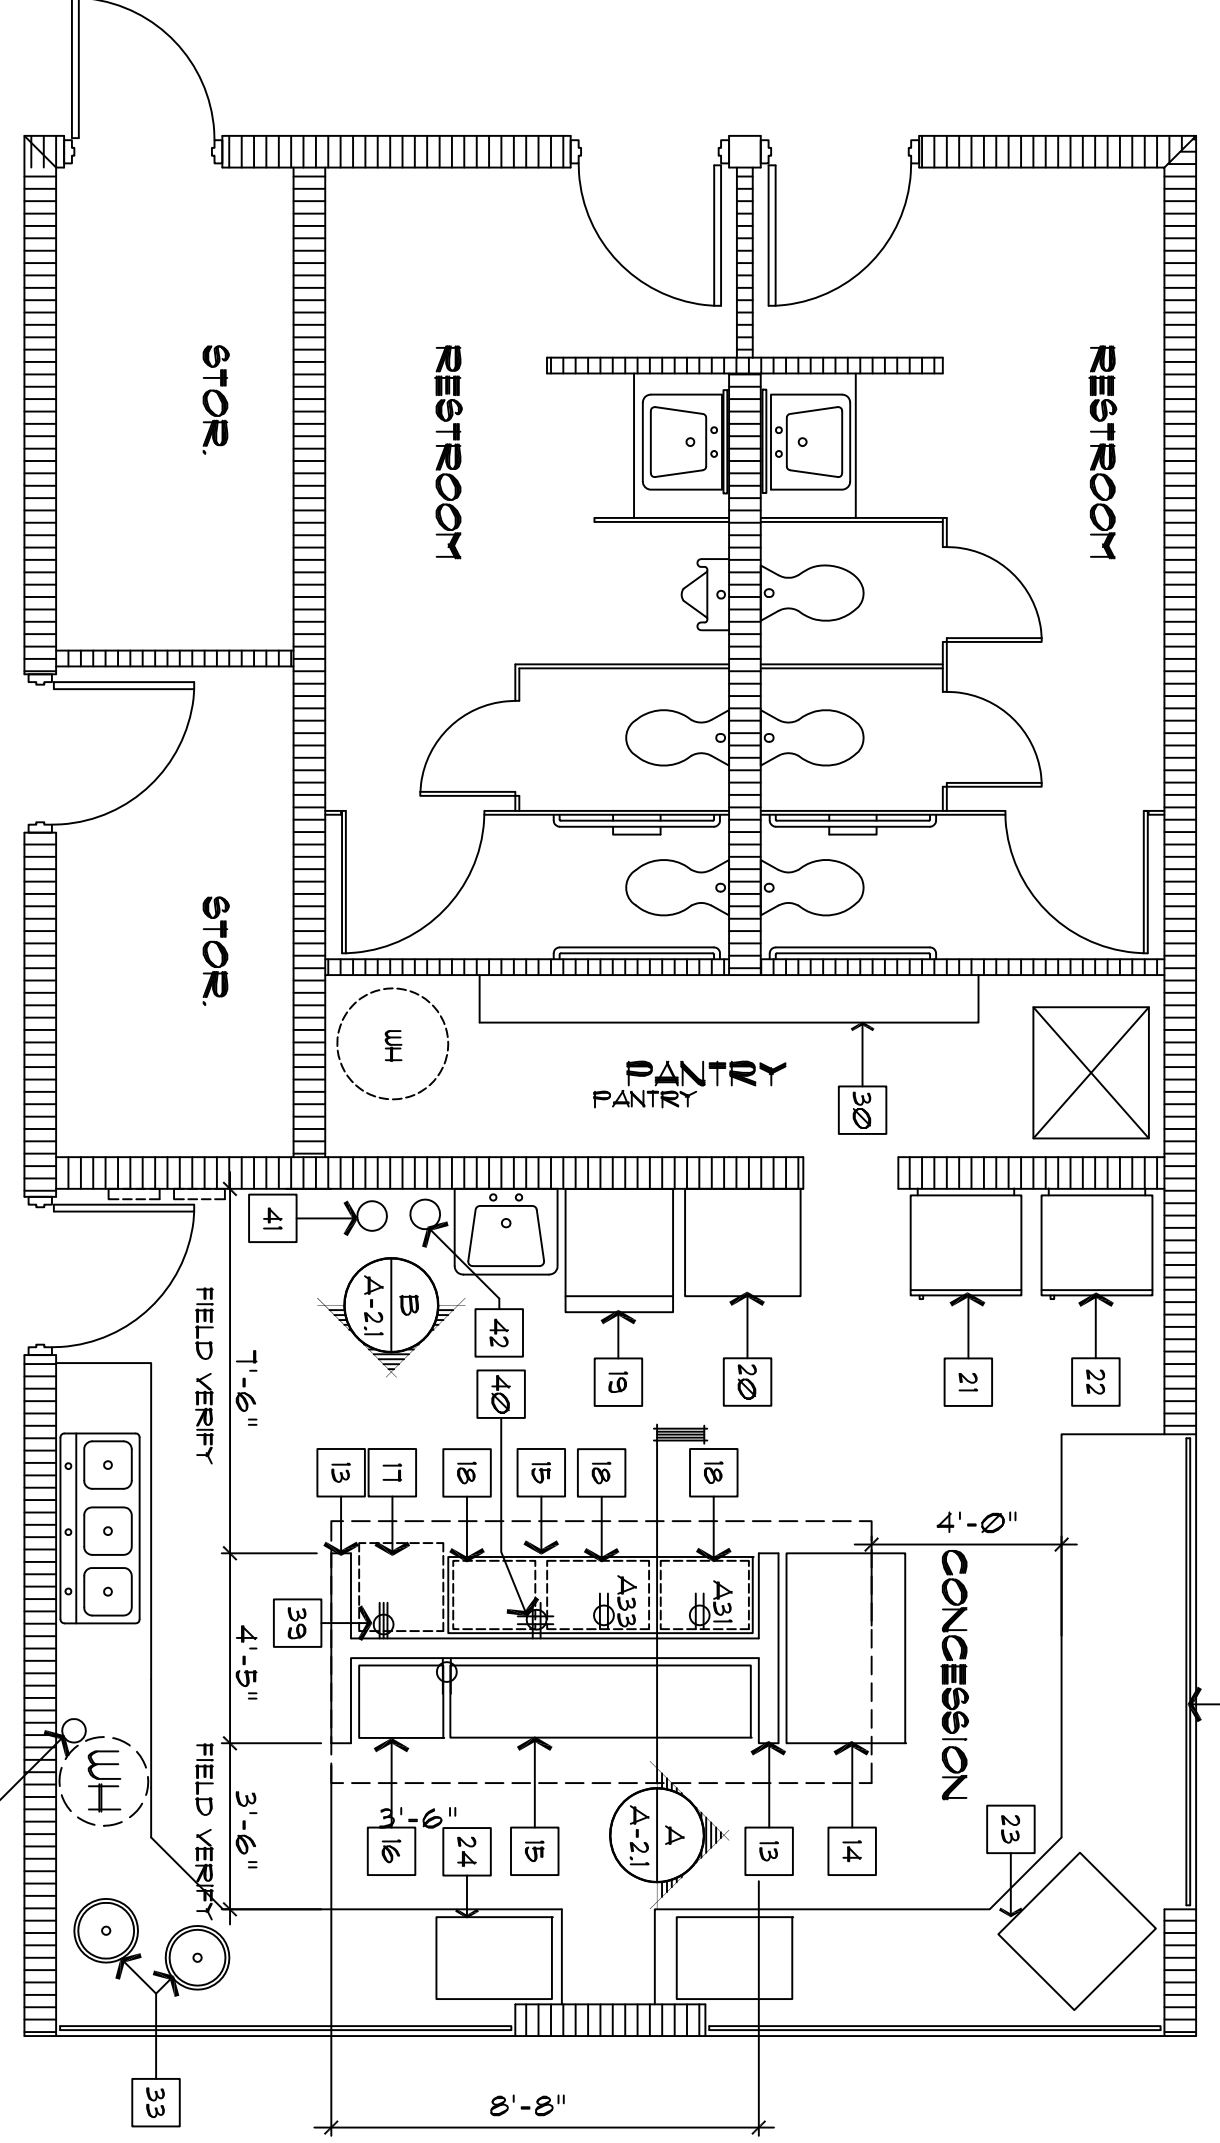 STOR.
RESTROOM
RESTROOM
STOR.
WH
PANTRY
PANTRY
30
41
B
A-2.1
42
40
19
20
21
22
FIELD VERIFY
7'-6"
13
17
18
15
18
18
4'-0"
CONCESSION
A33
A31
39
4'-5"
WH
FIELD VERIFY
3'-6"
3'-6"
16
24
15
A
A-2.1
13
14
23
33
8'-8"